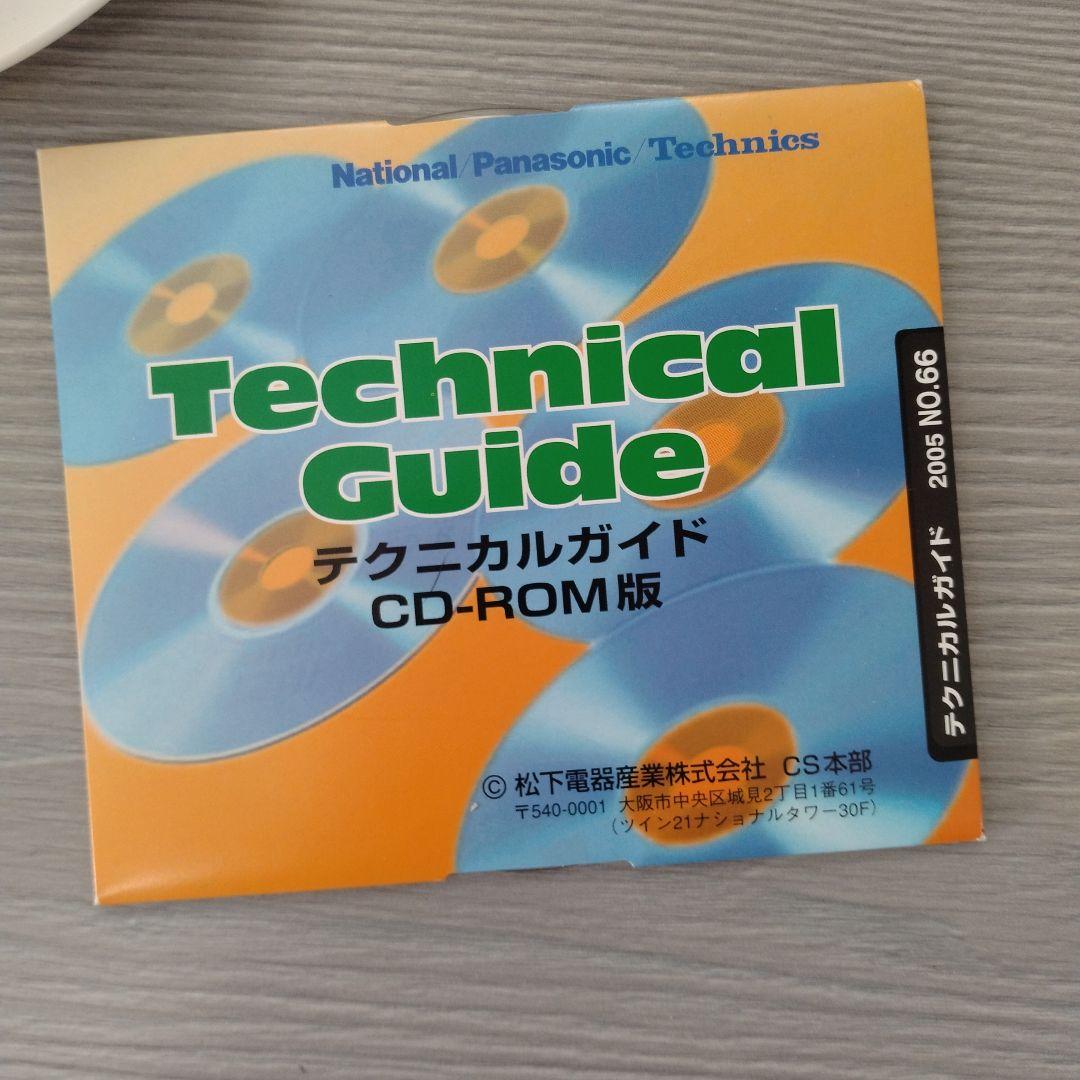 National/Panasonic/Technics
Technical
Guide
テクニカルガイド
CD-ROM版
テクニカルガイド 2005 NO.66
© 松下電器産業株式会社 CS本部
〒540-0001 大阪市中央区城見2丁目1番61号
（ツイン21ナショナルタワー30F）